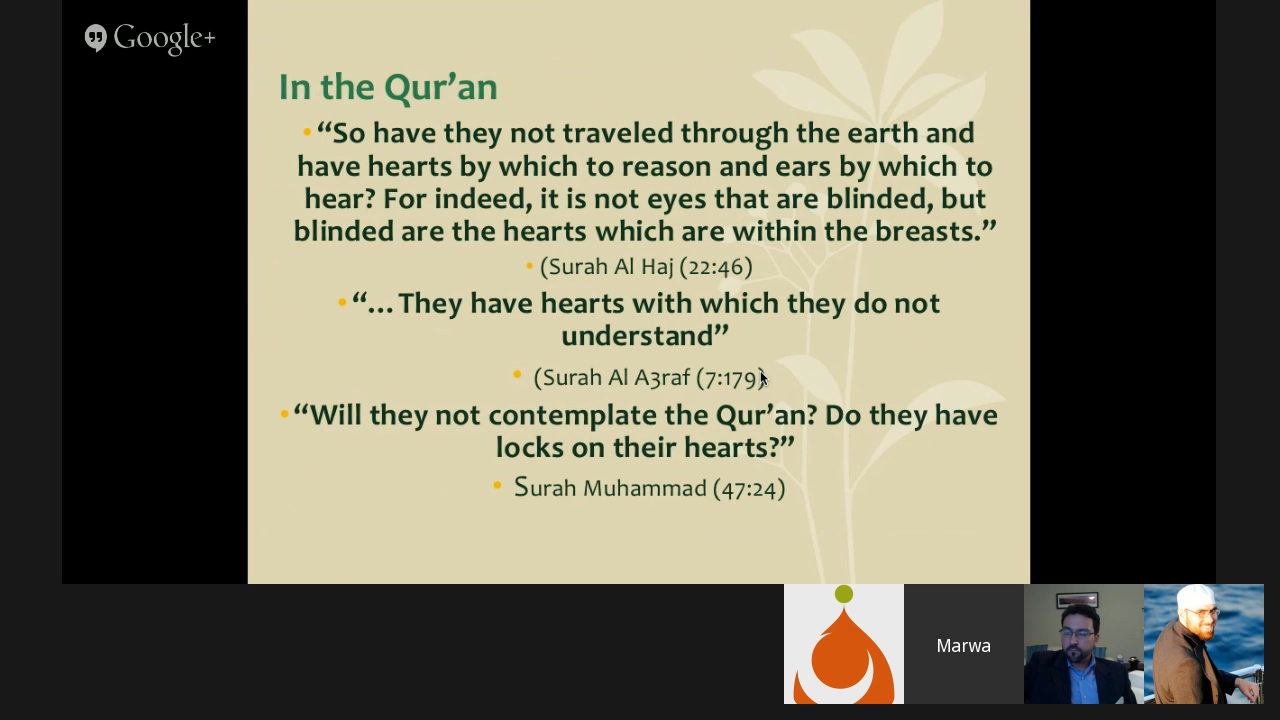 Google+
In the Qur’an
• “So have they not traveled through the earth and
have hearts by which to reason and ears by which to
hear? For indeed, it is not eyes that are blinded, but
blinded are the hearts which are within the breasts.”
• (Surah Al Haj (22:46)
• “…They have hearts with which they do not
understand”
• (Surah Al A3raf (7:179)
• “Will they not contemplate the Qur’an? Do they have
locks on their hearts?”
• Surah Muhammad (47:24)
Marwa